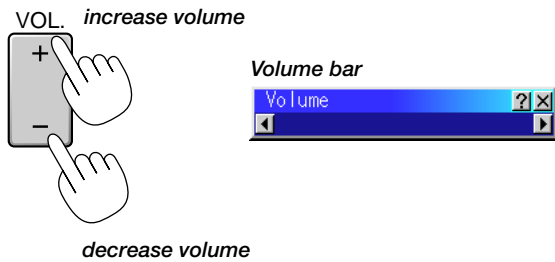 VOL. increase volume
+
Volume bar
Volume ? ×
–
decrease volume